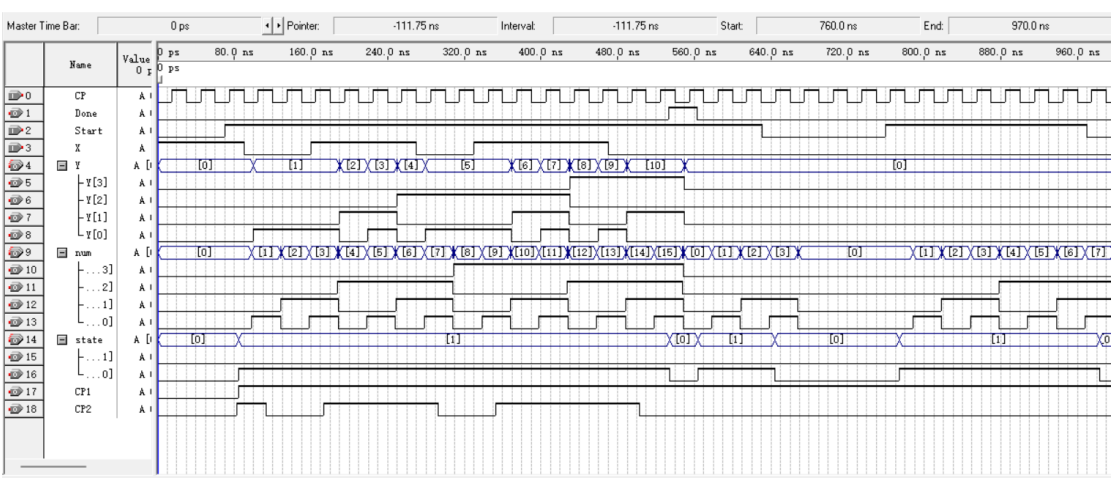 Master Time Bar: 0 ps Pointer: -111.75 ns Interval: -111.75 ns Start: 760.0 ns End: 970.0 ns
Name Value 0 ps 80.0 ns 160.0 ns 240.0 ns 320.0 ns 400.0 ns 480.0 ns 560.0 ns 640.0 ns 720.0 ns 800.0 ns 880.0 ns 960.0 ns
0 p 0 ps
0 CP A
1 Done A
2 Start A
3 X A
4 Y A [ [0] [1] [2] [3] [4] [5] [6] [7] [8] [9] [10] [0]
5 Y[3] A
6 Y[2] A
7 Y[1] A
8 Y[0] A
9 num A [ [0] [1] [2] [3] [4] [5] [6] [7] [8] [9] [10] [11] [12] [13] [14] [15] [0] [1] [2] [3] [0] [1] [2] [3] [4] [5] [6] [7]
10 ...3] A
11 ...2] A
12 ...1] A
13 ...0] A
14 state A [ [0] [1] [0] [1] [0] [1] [0
15 ...1] A
16 ...0] A
17 CP1 A
18 CP2 A